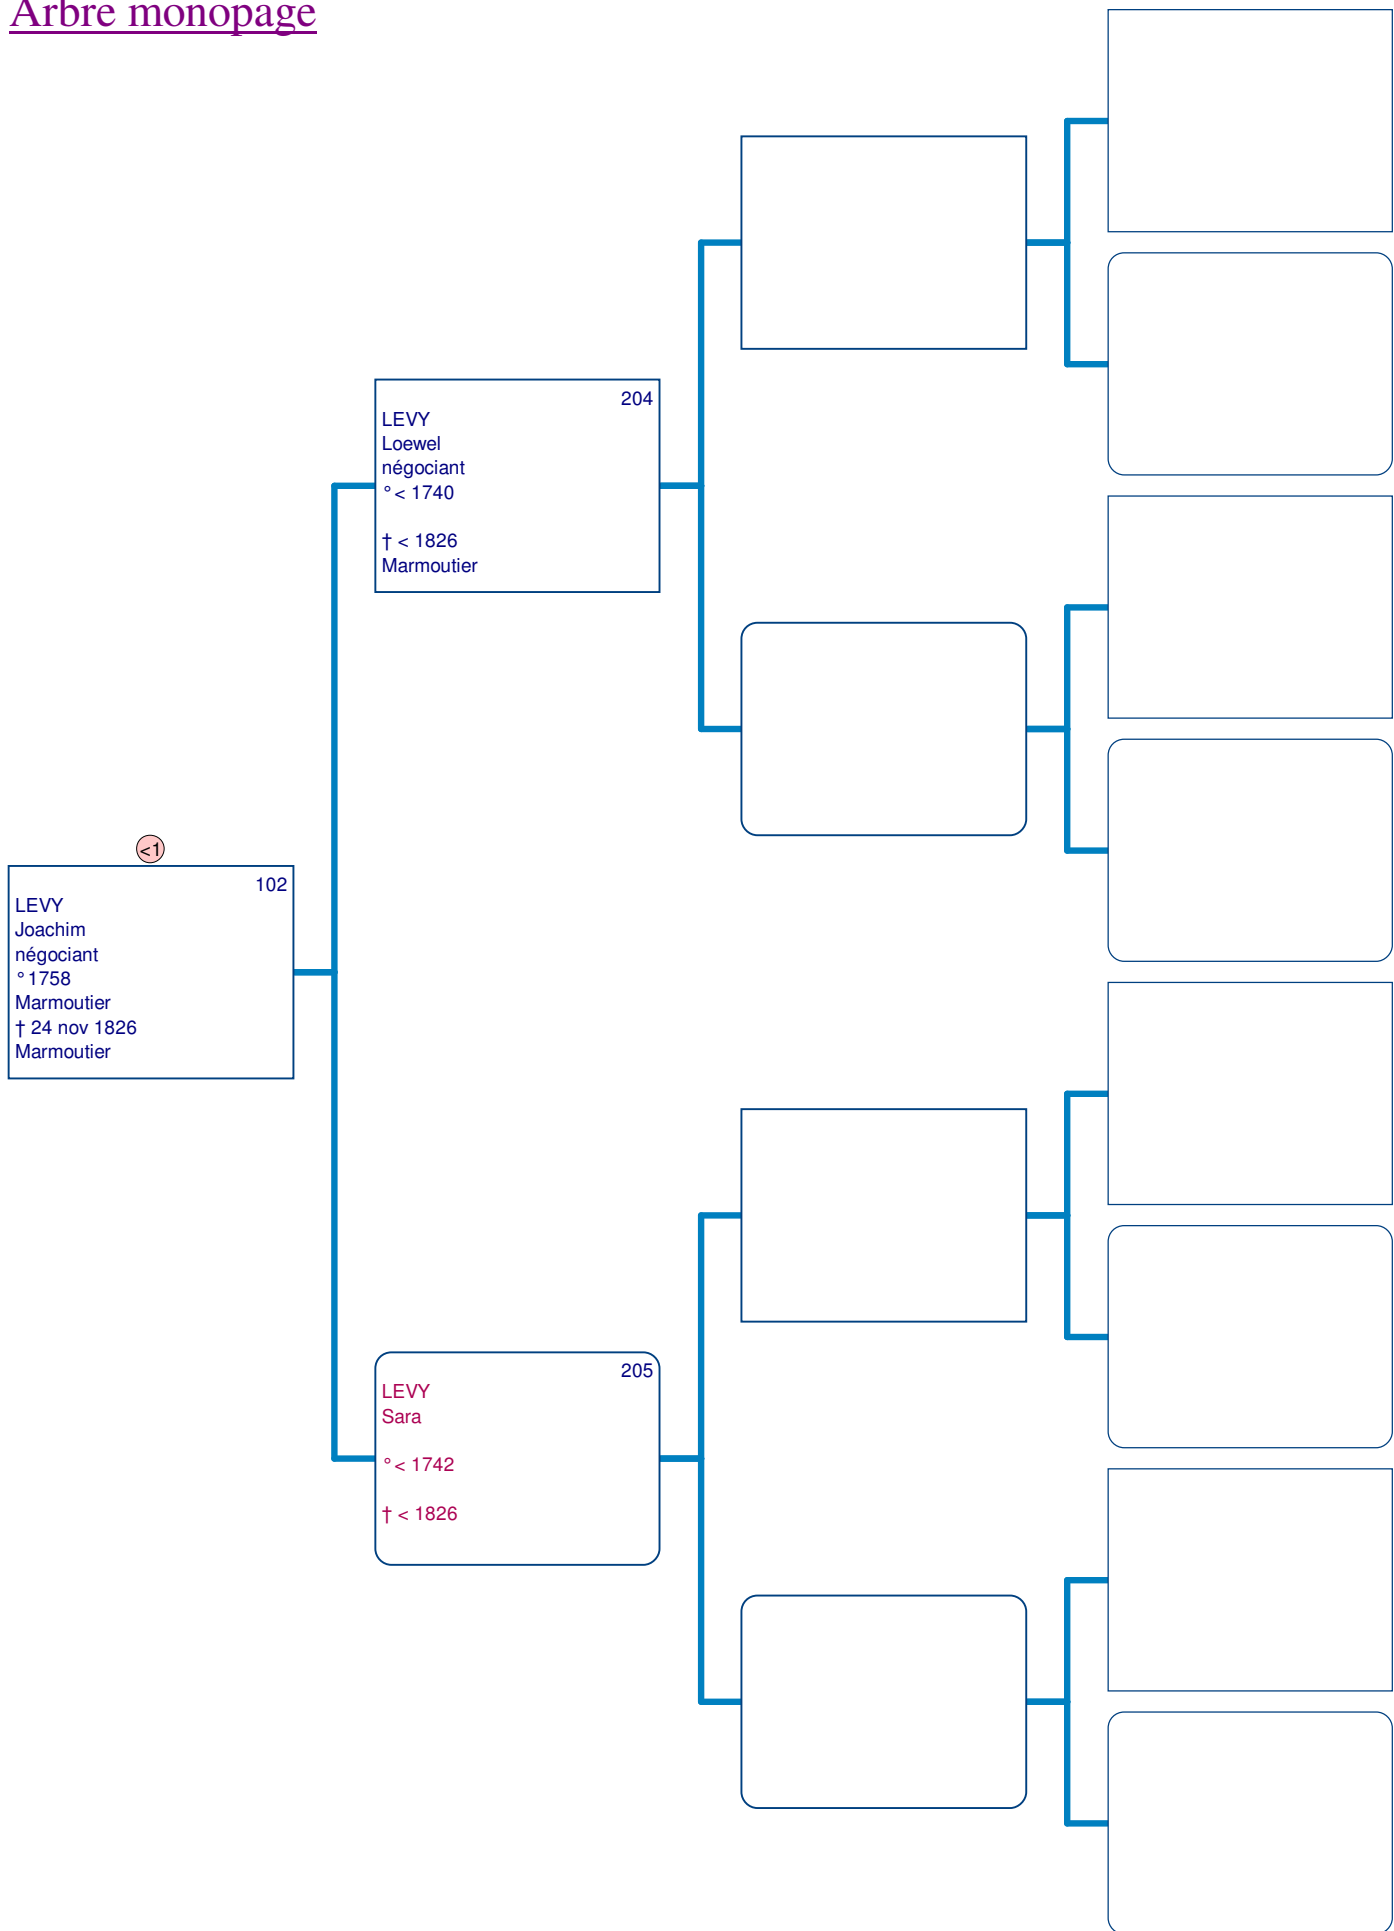 Arbre monopage
204
LEVY
Loewel
négociant
° < 1740
† < 1826
Marmoutier
<1
102
LEVY
Joachim
négociant
° 1758
Marmoutier
† 24 nov 1826
Marmoutier
205
LEVY
Sara
° < 1742
† < 1826